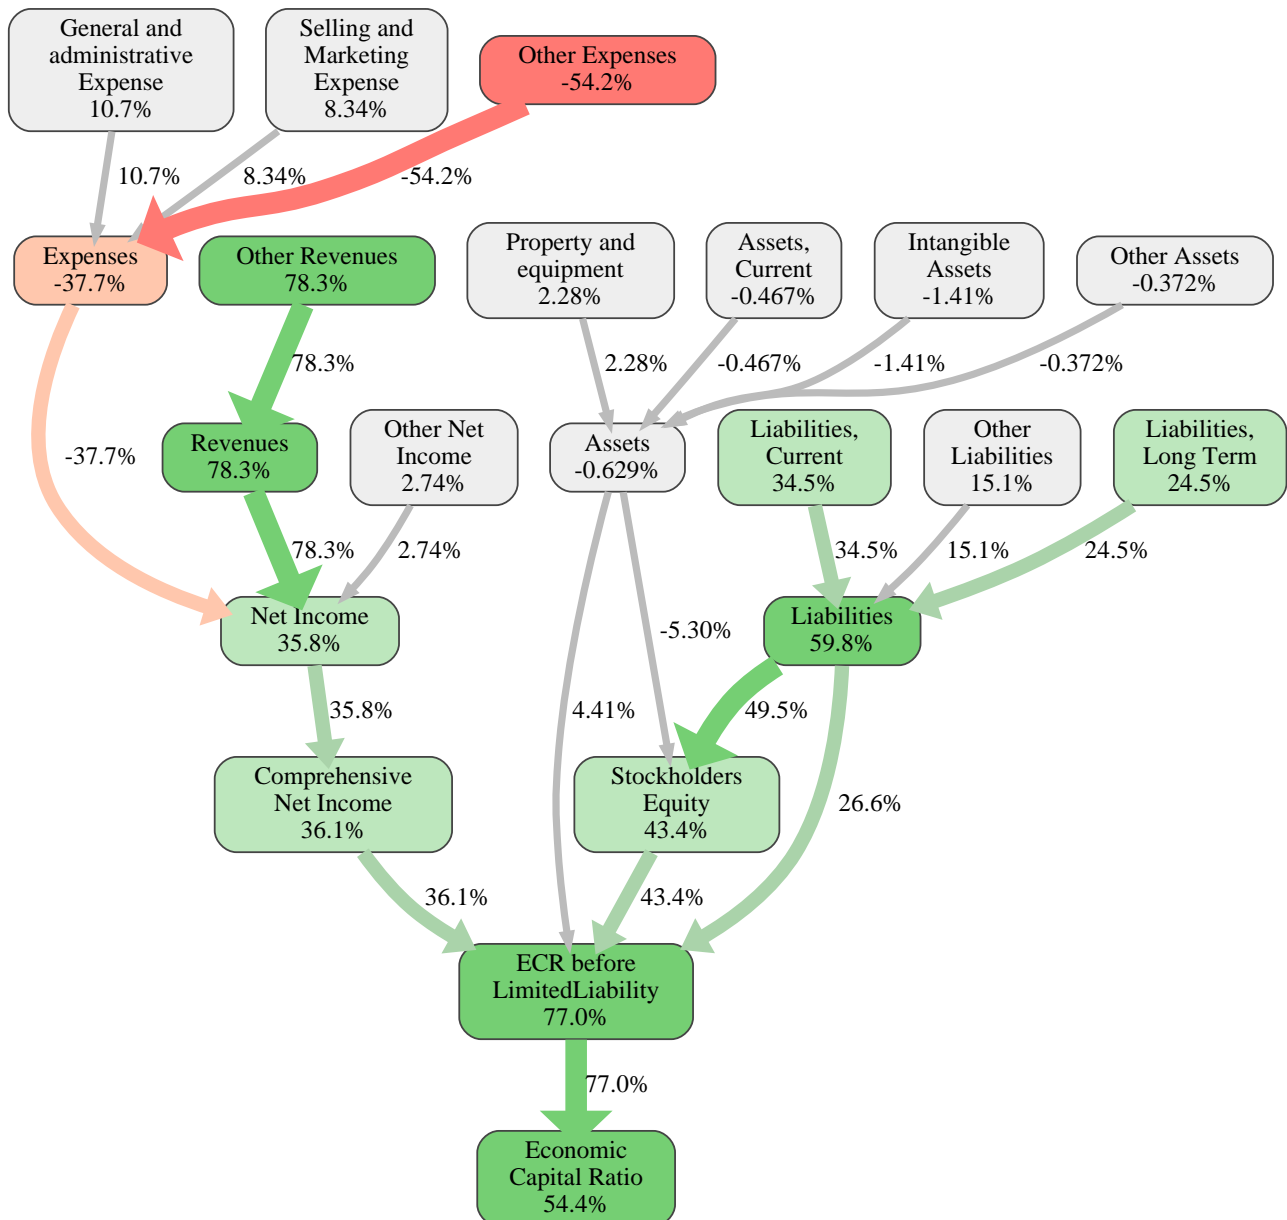 General and
administrative
Expense
10.7%
Selling and
Marketing
Expense
8.34%
Other Expenses
-54.2%
10.7%
8.34%
-54.2%
Expenses
-37.7%
Other Revenues
78.3%
Property and
equipment
2.28%
Assets,
Current
-0.467%
Intangible
Assets
-1.41%
Other Assets
-0.372%
78.3%
2.28%
-0.467%
-1.41%
-0.372%
-37.7%
Revenues
78.3%
Other Net
Income
2.74%
Assets
-0.629%
Liabilities,
Current
34.5%
Other
Liabilities
15.1%
Liabilities,
Long Term
24.5%
78.3%
2.74%
34.5%
15.1%
24.5%
Net Income
35.8%
-5.30%
Liabilities
59.8%
35.8%
4.41%
49.5%
Comprehensive
Net Income
36.1%
Stockholders
Equity
43.4%
26.6%
36.1%
43.4%
ECR before
LimitedLiability
77.0%
77.0%
Economic
Capital Ratio
54.4%